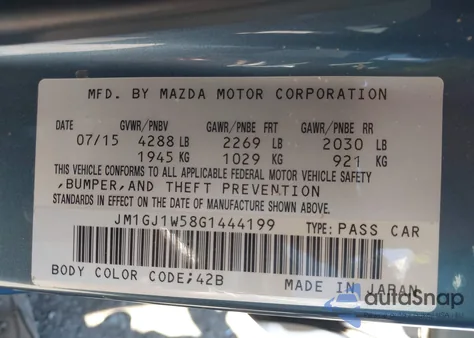 MFD. BY MAZDA MOTOR CORPORATION
GVWR/PNBV GAWR/PNBE FRT GAWR/PNBE RR
07/15 4288 LB 2269 LB 2030 LB
1945 KG 1029 KG 921 KG
THIS VEHICLE CONFORMS TO ALL APPLICABLE FEDERAL MOTOR VEHICLE SAFETY
,BUMPER,AND THEFT PREVENTION
STANDARDS IN EFFECT ON THE DATE OF MANUFACTURE SHOWN ABOVE.
JM1GJ1W58G1444199 TYPE: PASS CAR
BODY COLOR CODE;42B MADE IN JAPAN
autoSnap